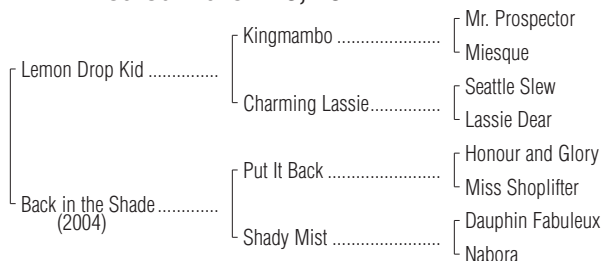 Mr. Prospector
Kingmambo ....................
Miesque
Lemon Drop Kid ..............
Seattle Slew
Charming Lassie..............
Lassie Dear
Honour and Glory
Put It Back ......................
Miss Shoplifter
Back in the Shade ............
(2004)
Dauphin Fabuleux
Shady Mist .....................
Nabora